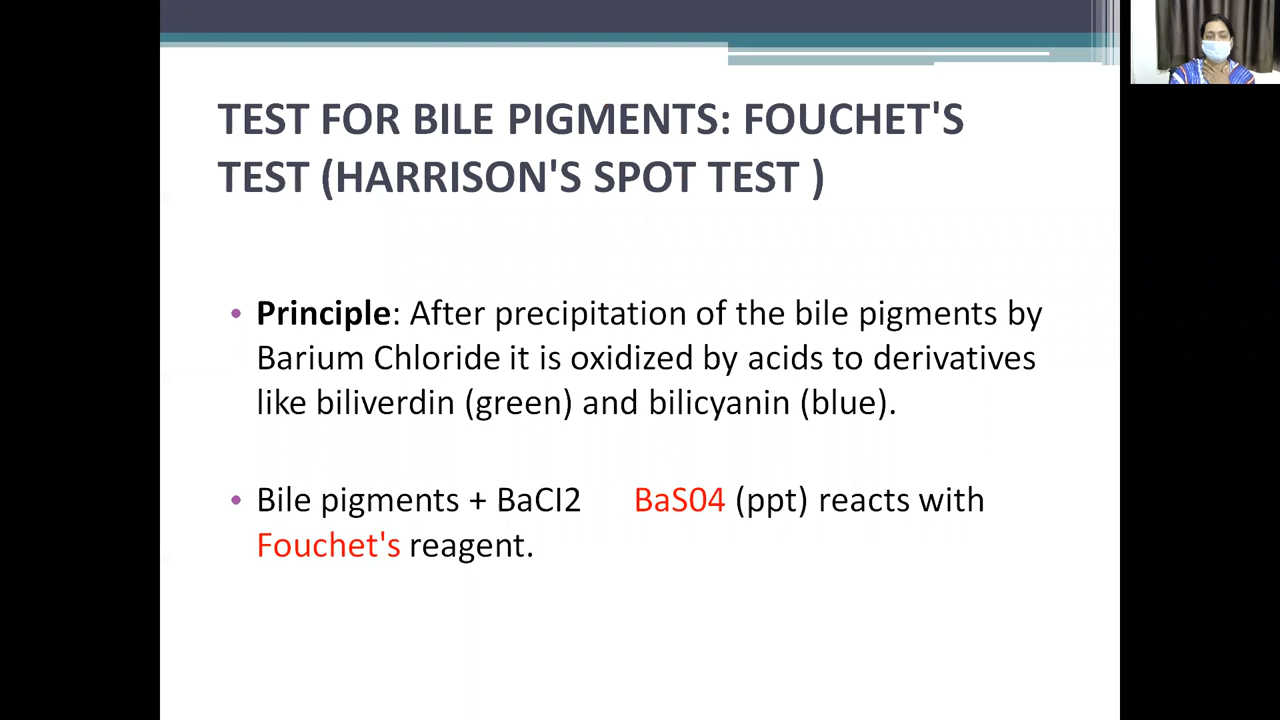 TEST FOR BILE PIGMENTS: FOUCHET'S
TEST (HARRISON'S SPOT TEST )
• Principle: After precipitation of the bile pigments by
Barium Chloride it is oxidized by acids to derivatives
like biliverdin (green) and bilicyanin (blue).
• Bile pigments + BaCI2 BaS04 (ppt) reacts with
Fouchet's reagent.